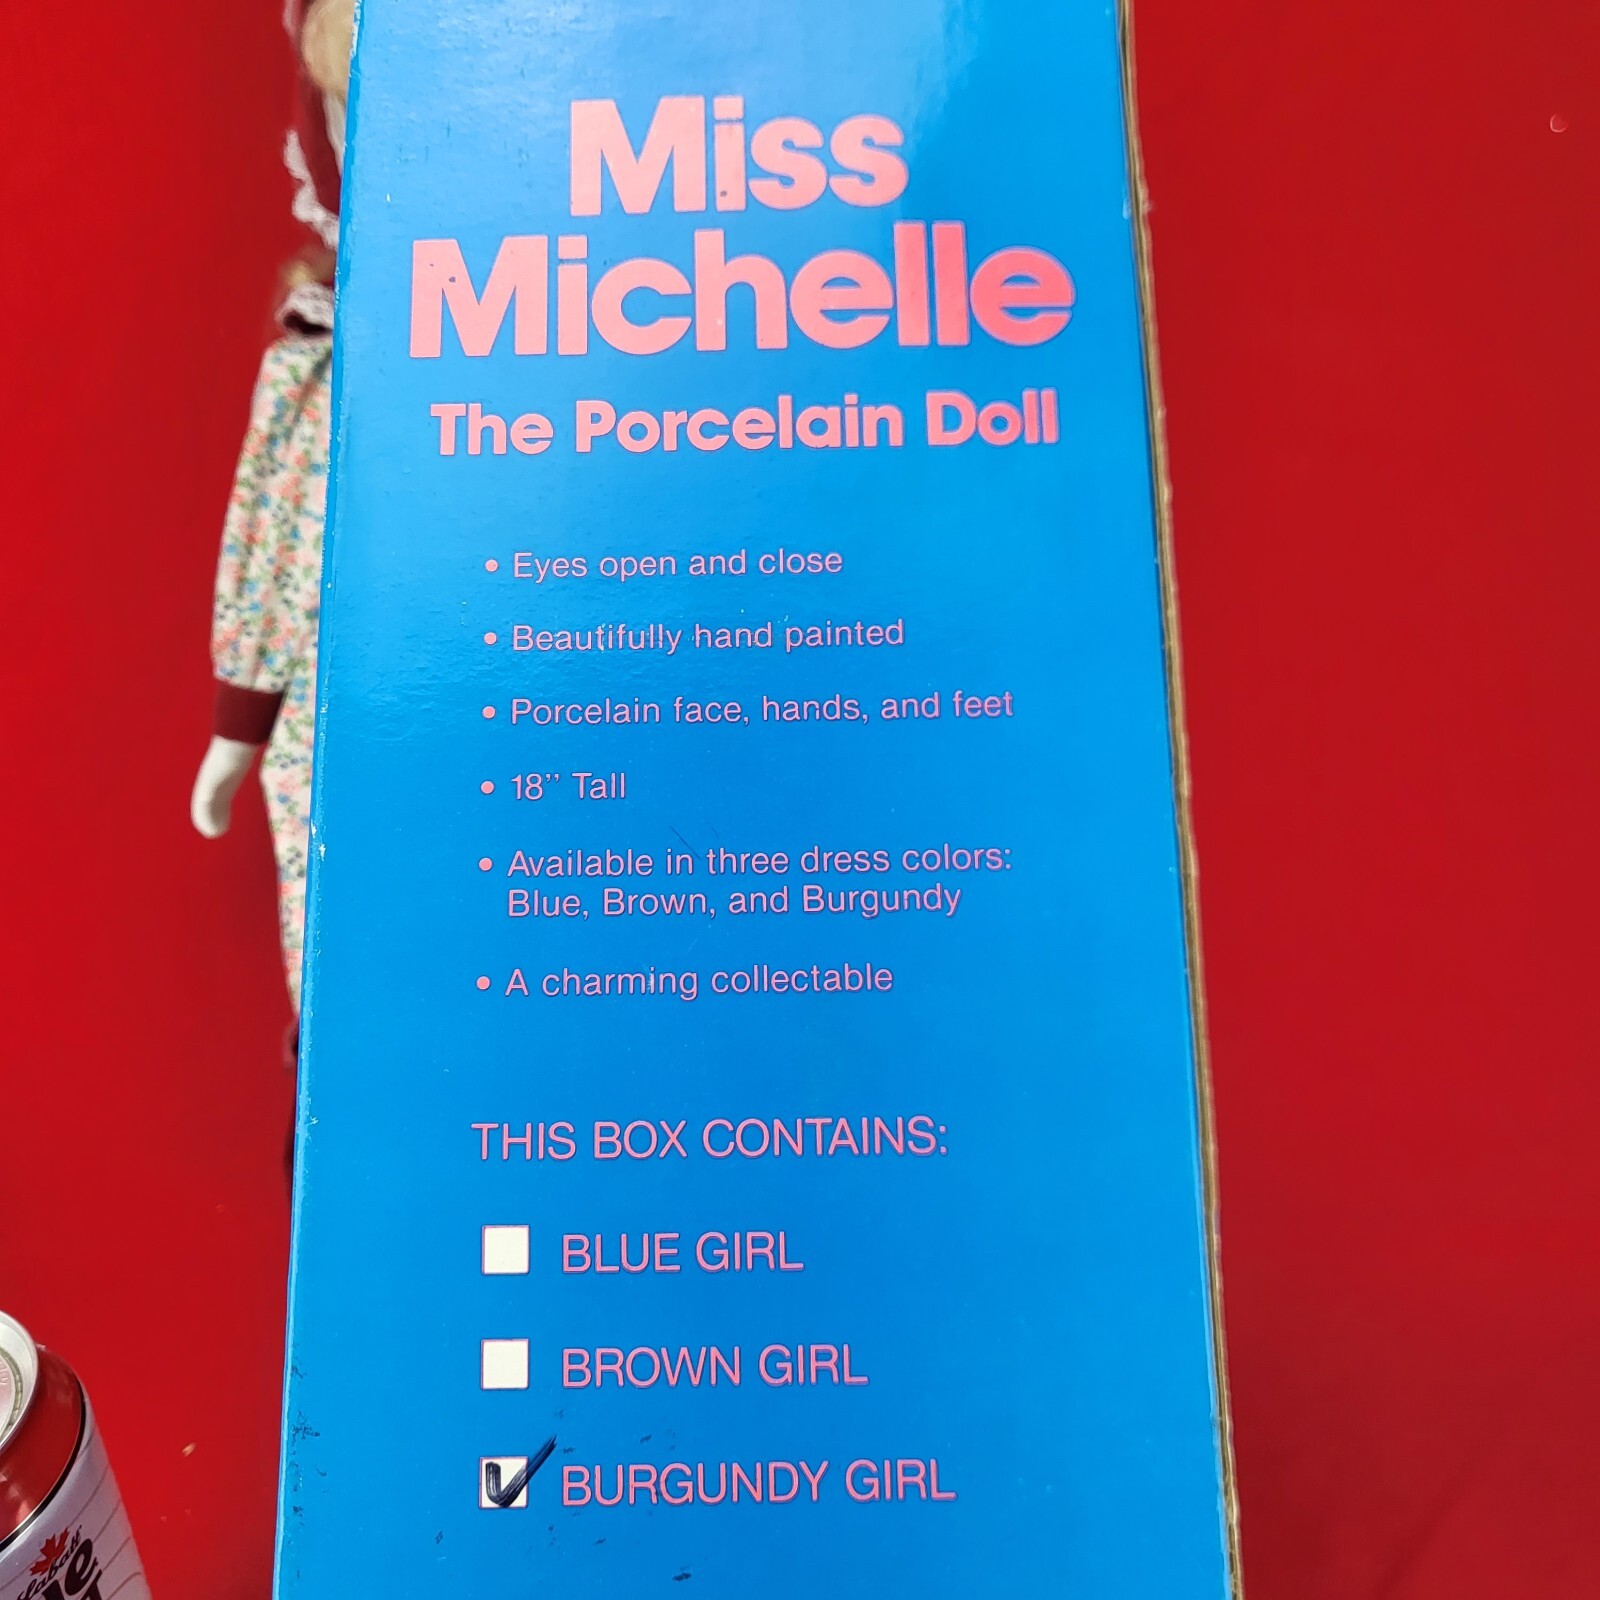 Miss
Michelle
The Porcelain Doll
• Eyes open and close
• Beautifully hand painted
• Porcelain face, hands, and feet
• 18’’ Tall
• Available in three dress colors:
Blue, Brown, and Burgundy
• A charming collectable
THIS BOX CONTAINS:
BLUE GIRL
BROWN GIRL
BURGUNDY GIRL